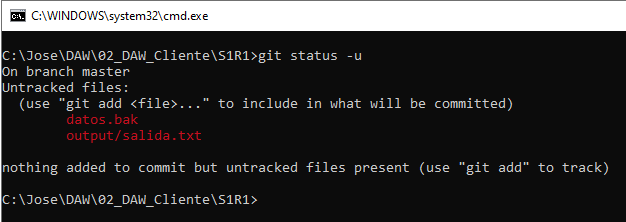 C:\WINDOWS\system32\cmd.exe
C:\Jose\DAW\02_DAW_Cliente\S1R1>git status -u
On branch master
Untracked files:
  (use "git add <file>..." to include in what will be committed)
        datos.bak
        output/salida.txt
nothing added to commit but untracked files present (use "git add" to track)
C:\Jose\DAW\02_DAW_Cliente\S1R1>